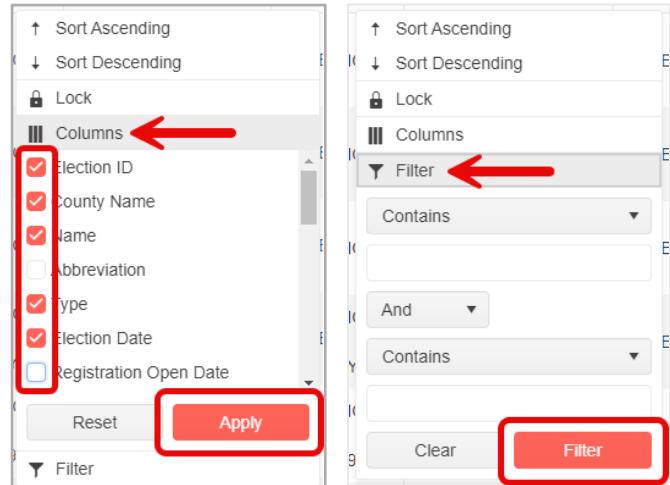 Sort Ascending
Sort Descending
Lock
Columns
Election ID
County Name
Name
Abbreviation
Type
Election Date
Registration Open Date
Reset
Apply
Filter
Sort Ascending
Sort Descending
Lock
Columns
Filter
Contains
And
Contains
Clear
Filter